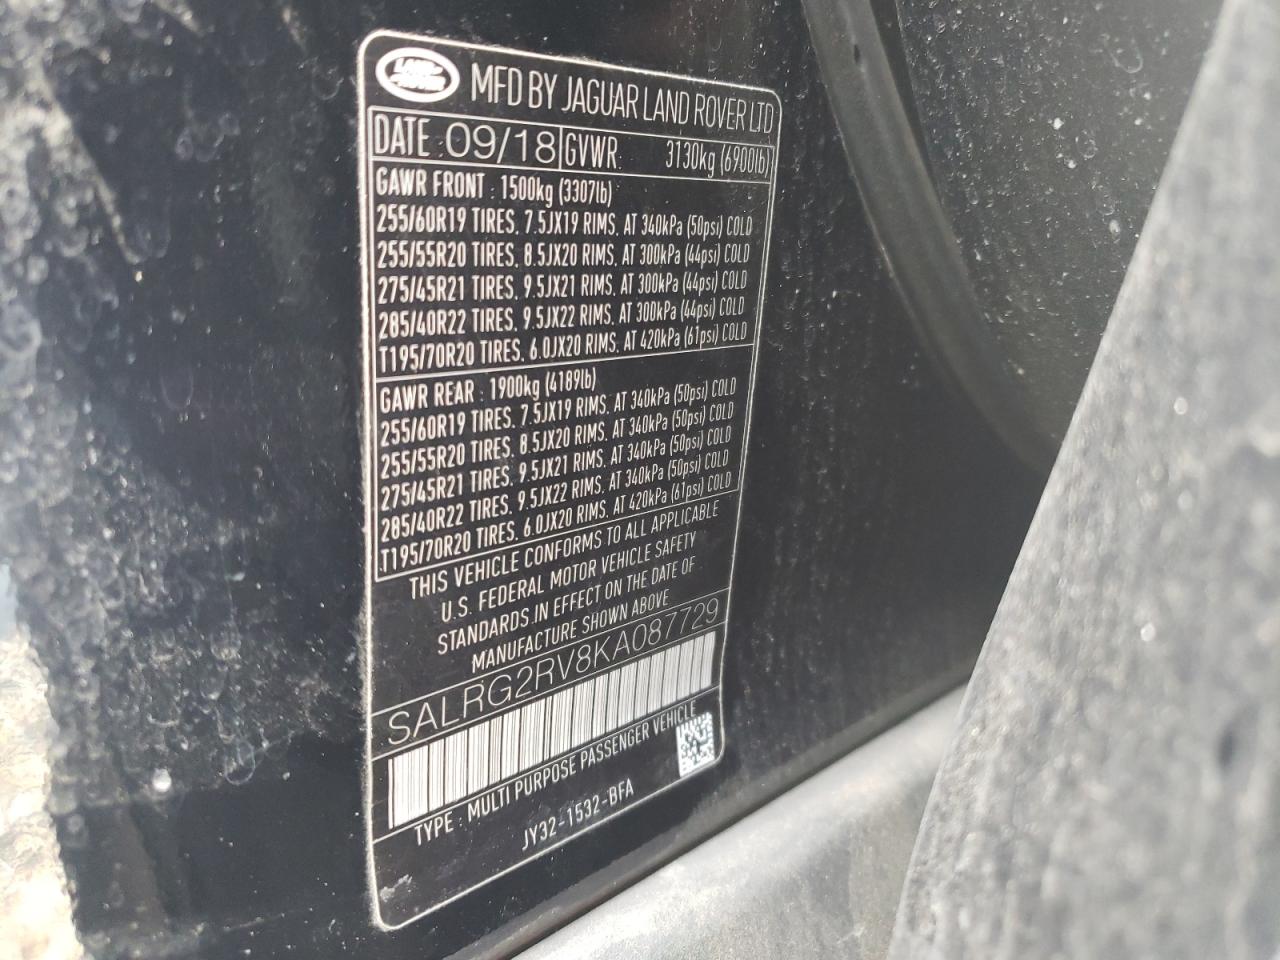 LAND ROVER
MFD BY JAGUAR LAND ROVER LTD
DATE : 09/18 GVWR: 3130kg (6900lb)
GAWR FRONT : 1500kg (3307lb)
255/60R19 TIRES, 7.5JX19 RIMS, AT 340kPa (50psi) COLD
255/55R20 TIRES, 8.5JX20 RIMS, AT 300kPa (44psi) COLD
275/45R21 TIRES, 9.5JX21 RIMS, AT 300kPa (44psi) COLD
285/40R22 TIRES, 9.5JX22 RIMS, AT 300kPa (44psi) COLD
T195/70R20 TIRES, 6.0JX20 RIMS, AT 420kPa (61psi) COLD
GAWR REAR : 1900kg (4189lb)
255/60R19 TIRES, 7.5JX19 RIMS, AT 340kPa (50psi) COLD
255/55R20 TIRES, 8.5JX20 RIMS, AT 340kPa (50psi) COLD
275/45R21 TIRES, 9.5JX21 RIMS, AT 340kPa (50psi) COLD
285/40R22 TIRES, 9.5JX22 RIMS, AT 340kPa (50psi) COLD
T195/70R20 TIRES, 6.0JX20 RIMS, AT 420kPa (61psi) COLD
THIS VEHICLE CONFORMS TO ALL APPLICABLE
U.S. FEDERAL MOTOR VEHICLE SAFETY
STANDARDS IN EFFECT ON THE DATE OF
MANUFACTURE SHOWN ABOVE
SALRG2RV8KA087729
TYPE : MULTI PURPOSE PASSENGER VEHICLE
JY32-1532-BFA